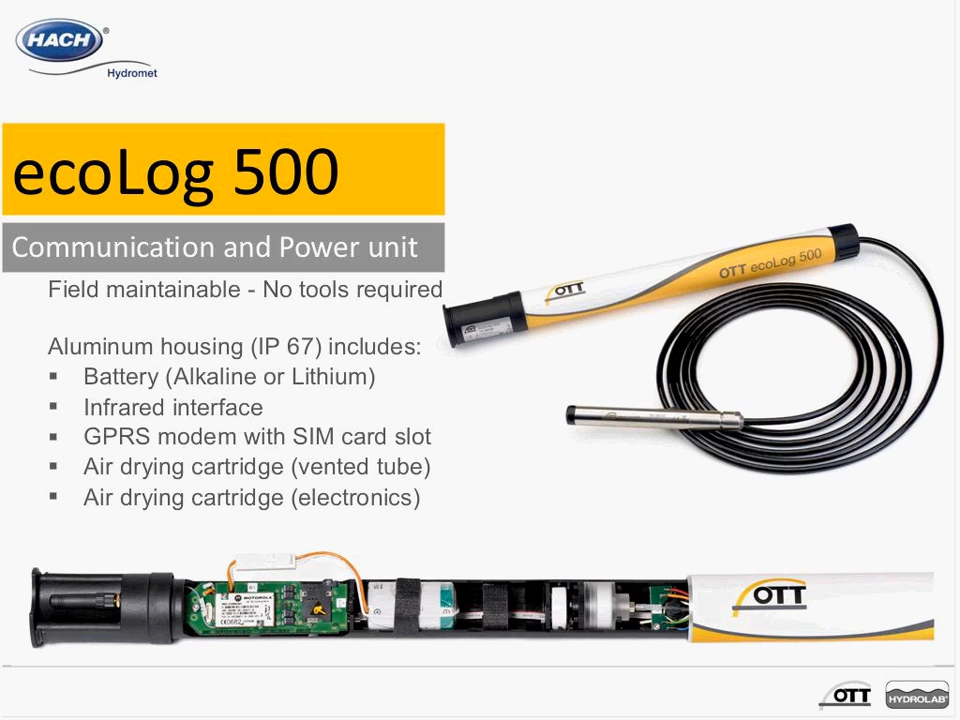 HACH®
Hydromet
ecoLog 500
Communication and Power unit
Field maintainable - No tools required
Aluminum housing (IP 67) includes:
▪ Battery (Alkaline or Lithium)
▪ Infrared interface
▪ GPRS modem with SIM card slot
▪ Air drying cartridge (vented tube)
▪ Air drying cartridge (electronics)
OTT
OTT ecoLog 500
MOTOROLA
OTT
OTT
HYDROLAB